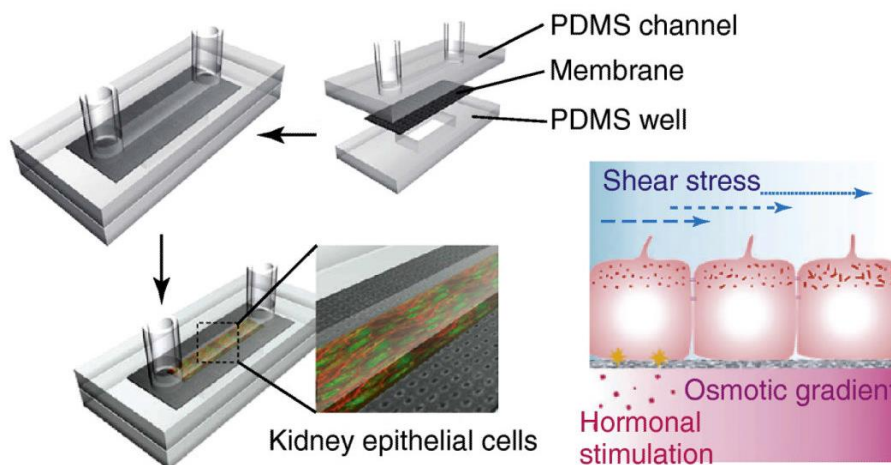 PDMS channel
Membrane
PDMS well
Shear stress
Kidney epithelial cells
Osmotic gradient
Hormonal
stimulation